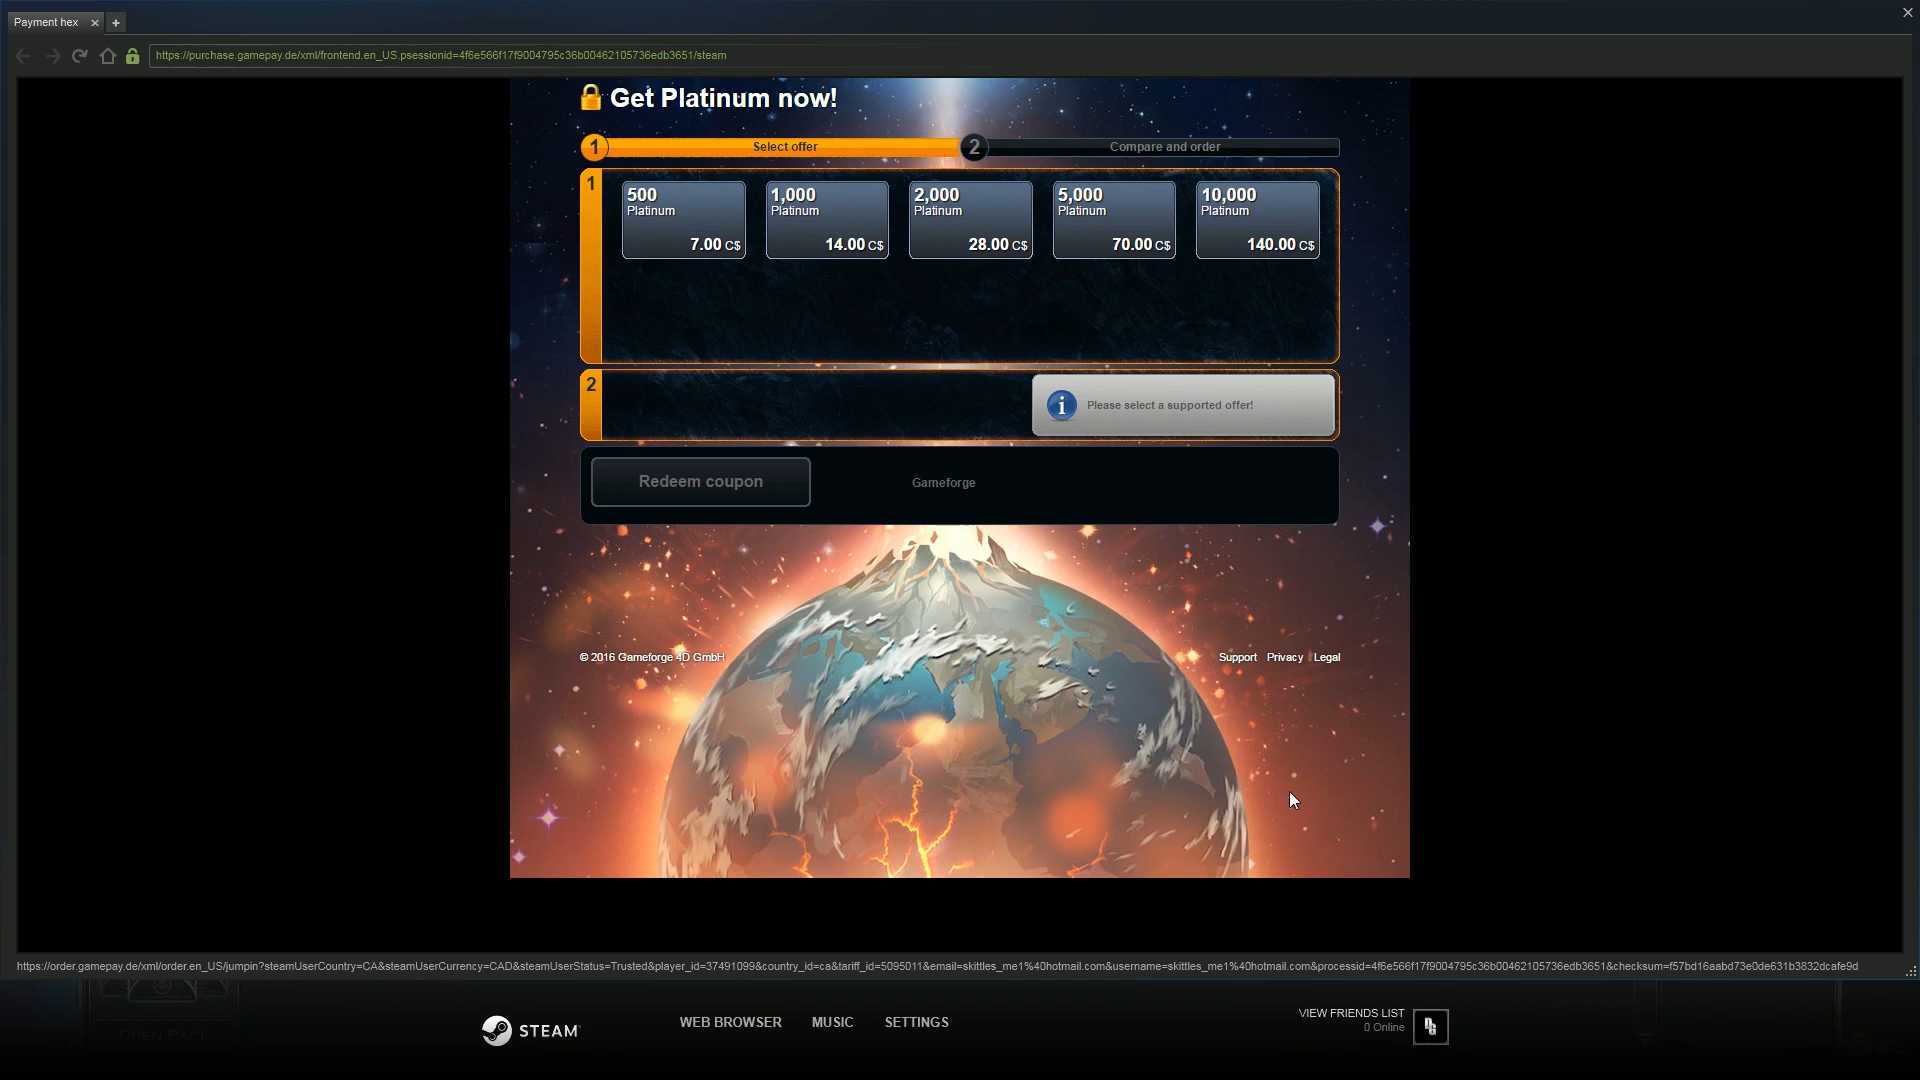 Payment hex
https://purchase.gamepay.de/xml/frontend.en_US.psessionid=4f6e566f17f9004795c36b00462105736edb3651/steam
Get Platinum now!
1 Select offer 2 Compare and order
1
500 1,000 2,000 5,000 10,000
Platinum Platinum Platinum Platinum Platinum
7.00 C$ 14.00 C$ 28.00 C$ 70.00 C$ 140.00 C$
2
Please select a supported offer!
Redeem coupon Gameforge
© 2016 Gameforge 4D GmbH Support Privacy Legal
https://order.gamepay.de/xml/order.en_US/jumpin?steamUserCountry=CA&steamUserCurrency=CAD&steamUserStatus=Trusted&player_id=37491099&country_id=ca&tariff_id=5095011&email=skittles_me1%40hotmail.com&username=skittles_me1%40hotmail.com&processid=4f6e566f17f9004795c36b00462105736edb3651&checksum=f57bd16aabd73e0de631b3832dcafe9d
Open Pack
STEAM WEB BROWSER MUSIC SETTINGS VIEW FRIENDS LIST
0 Online